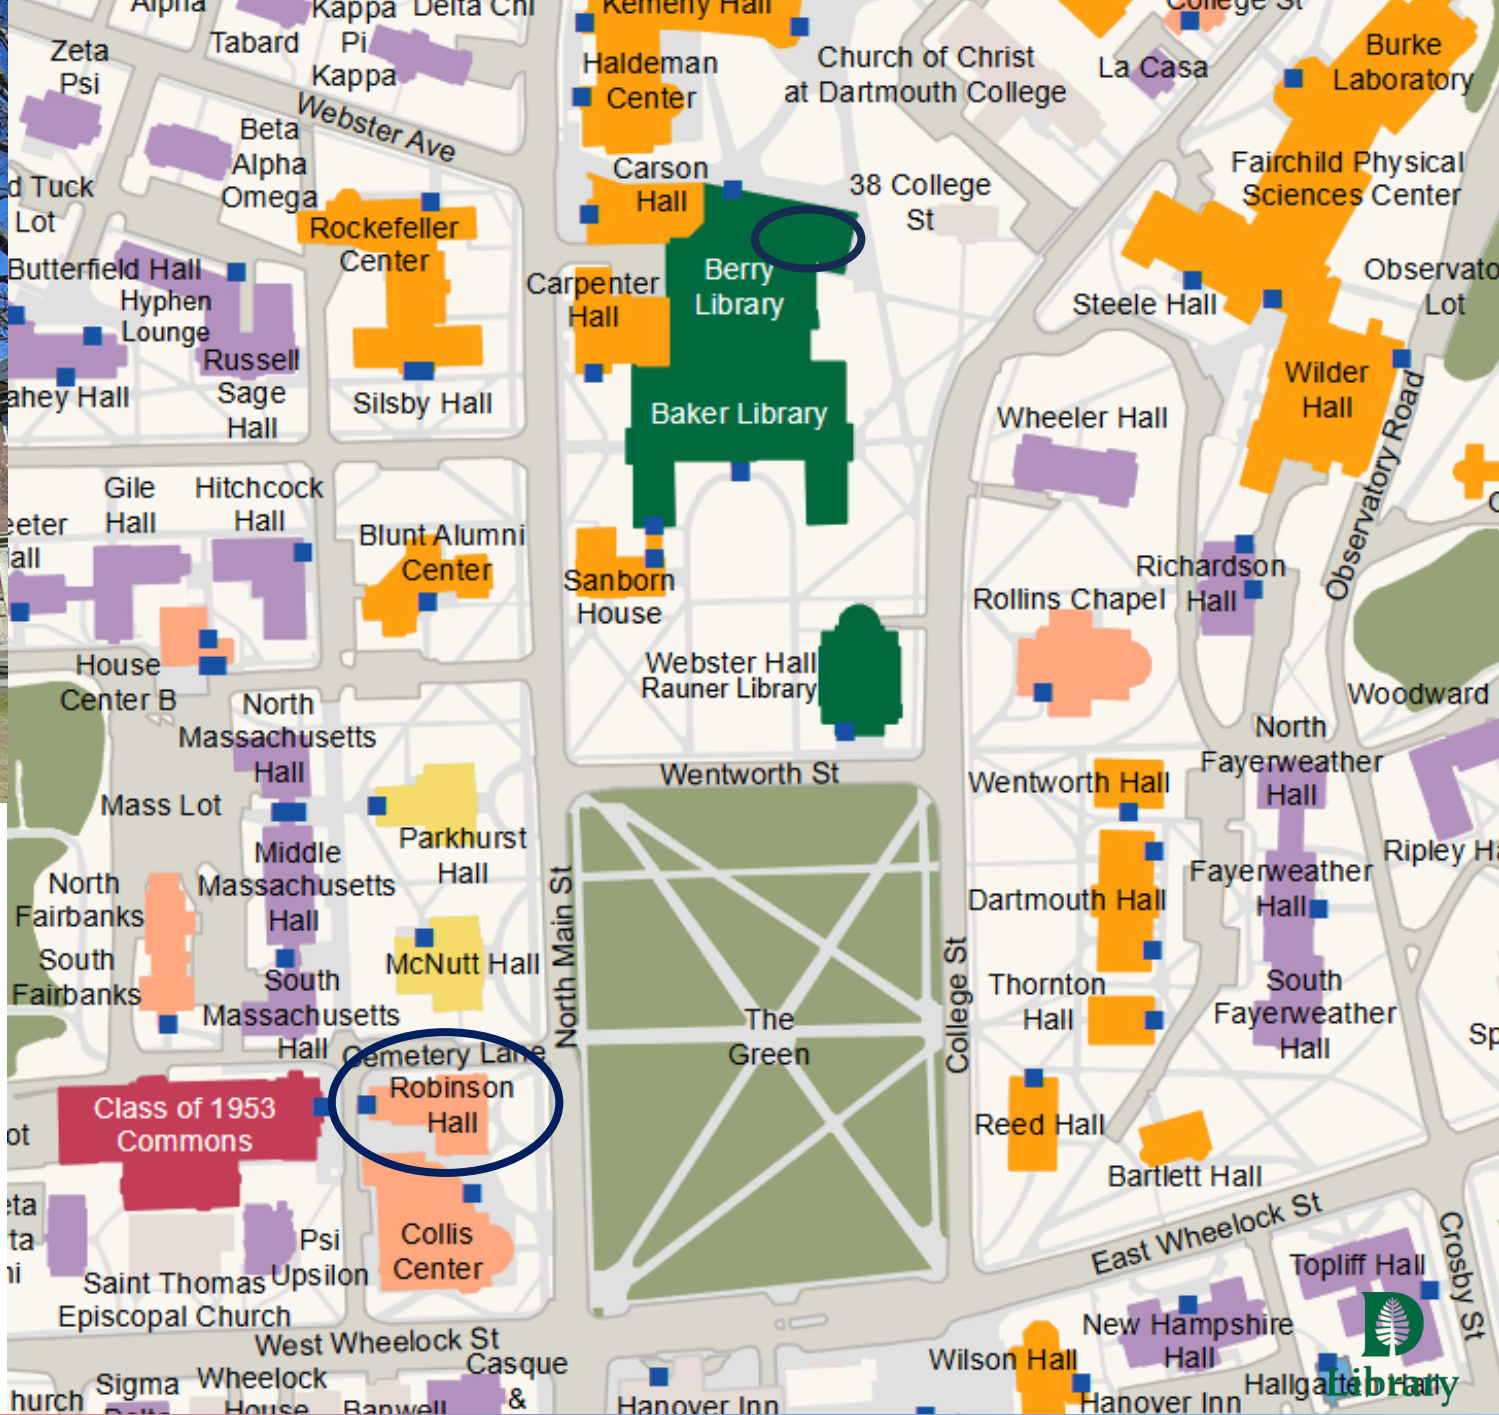 Alpha
Kappa Delta Chi
Kemeny Hall
College St
Zeta
Psi
Tabard
Pi
Kappa
Haldeman
Center
Church of Christ
at Dartmouth College
La Casa
Burke
Laboratory
Webster Ave
Beta
Alpha
Omega
d Tuck
Lot
Carson
Hall
38 College
St
Fairchild Physical
Sciences Center
Rockefeller
Center
Butterfield Hall
Hyphen
Lounge
Carpenter
Hall
Berry
Library
Steele Hall
Observato
Lot
Russell
Sage
Hall
ahey Hall
Silsby Hall
Baker Library
Wheeler Hall
Wilder
Hall
Observatory Road
Gile
Hall
Hitchcock
Hall
eeter
all
Blunt Alumni
Center
Sanborn
House
Richardson
Hall
Rollins Chapel
House
Center B
Webster Hall
Rauner Library
Woodward
North
Massachusetts
Hall
North
Fayerweather
Hall
Wentworth St
Wentworth Hall
Mass Lot
Parkhurst
Hall
Middle
Massachusetts
Hall
Ripley Ha
North
Fairbanks
South
Fairbanks
North Main St
Dartmouth Hall
Fayerweather
Hall
McNutt Hall
College St
South
Massachusetts
Hall
Thornton
Hall
South
Fayerweather
Hall
The
Green
Sp
Cemetery Lane
Robinson
Hall
Class of 1953
Commons
ot
Reed Hall
Bartlett Hall
eta
ta
ni
Psi
Upsilon
Collis
Center
Saint Thomas
Episcopal Church
East Wheelock St
Crosby St
Topliff Hall
West Wheelock St
New Hampshire
Hall
Casque
&
Wilson Hall
hurch
Sigma
Delta
Wheelock
House
Banwell
Hanover Inn
Hanover Inn
Hallgarten Hall
D
Library